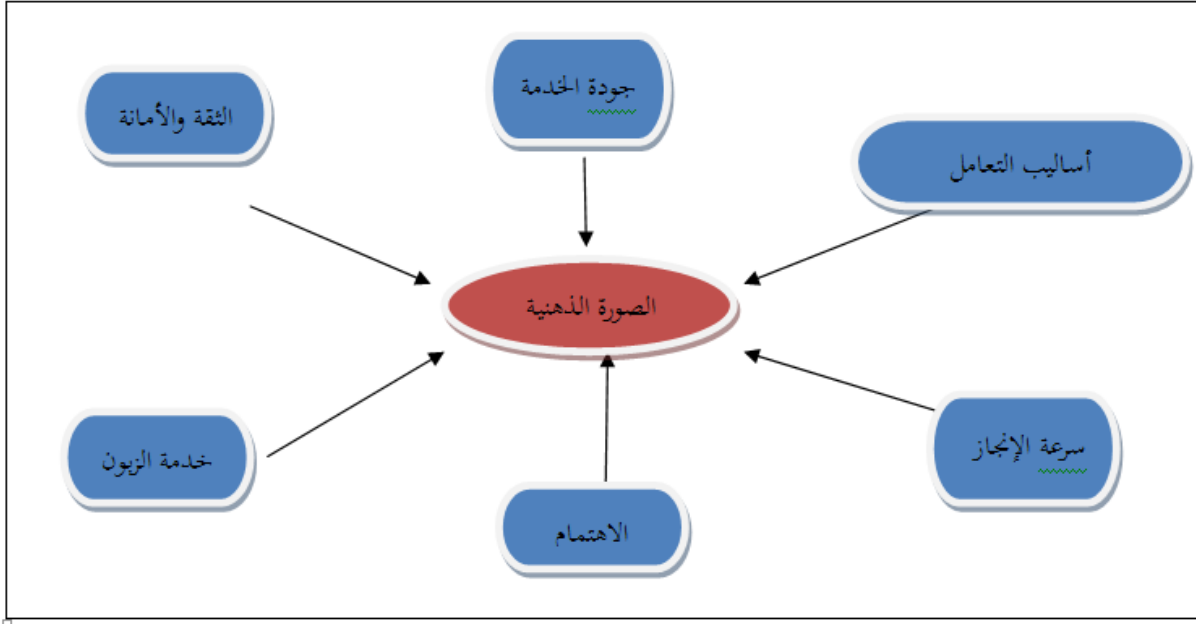 جودة الخدمة
الثقة والأمانة
أساليب التعامل
الصورة الذهنية
سرعة الإنجاز
خدمة الزبون
الاهتمام